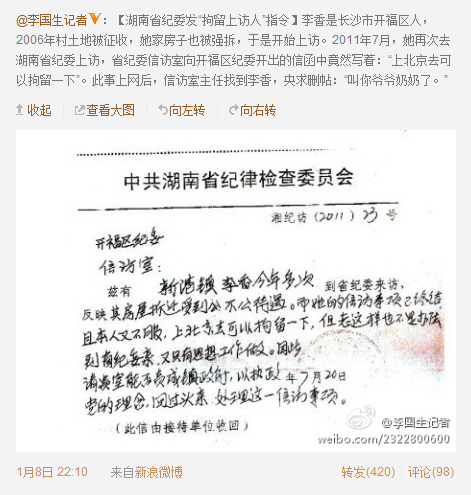 @李国生记者：【湖南省纪委发“拘留上访人”指令】李香是长沙市开福区人，
2006年村土地被征收，她家房子也被强拆，于是开始上访。2011年7月，她再次去
湖南省纪委上访，省纪委信访室向开福区纪委开出的信函中竟然写着：“上北京去可
以拘留一下”。此事上网后，信访室主任找到李香，央求删帖：“叫你爷爷奶奶了。”
收起 查看大图 向左转 向右转
中共湖南省纪律检查委员会
湘纪访（2011）23号
开福区纪委
信访室：
兹有 新港镇 李香今年多次 到省纪委来访，
反映其房屋拆迁受到公不公待遇。市她的信访事项已终结
且本人又不服，上北京去可以拘留一下，但老这样也不是办法
到有纪委来，又只有思想工作做。因此
请贵室能否责成镇政府，以执政 年7月20日
党的理念，回过头来，处理这一信访事项。
（此信由接待单位收回）
@李国生记者
weibo.com/2322800600
1月8日 22:10 来自新浪微博 转发(420) 评论(98)